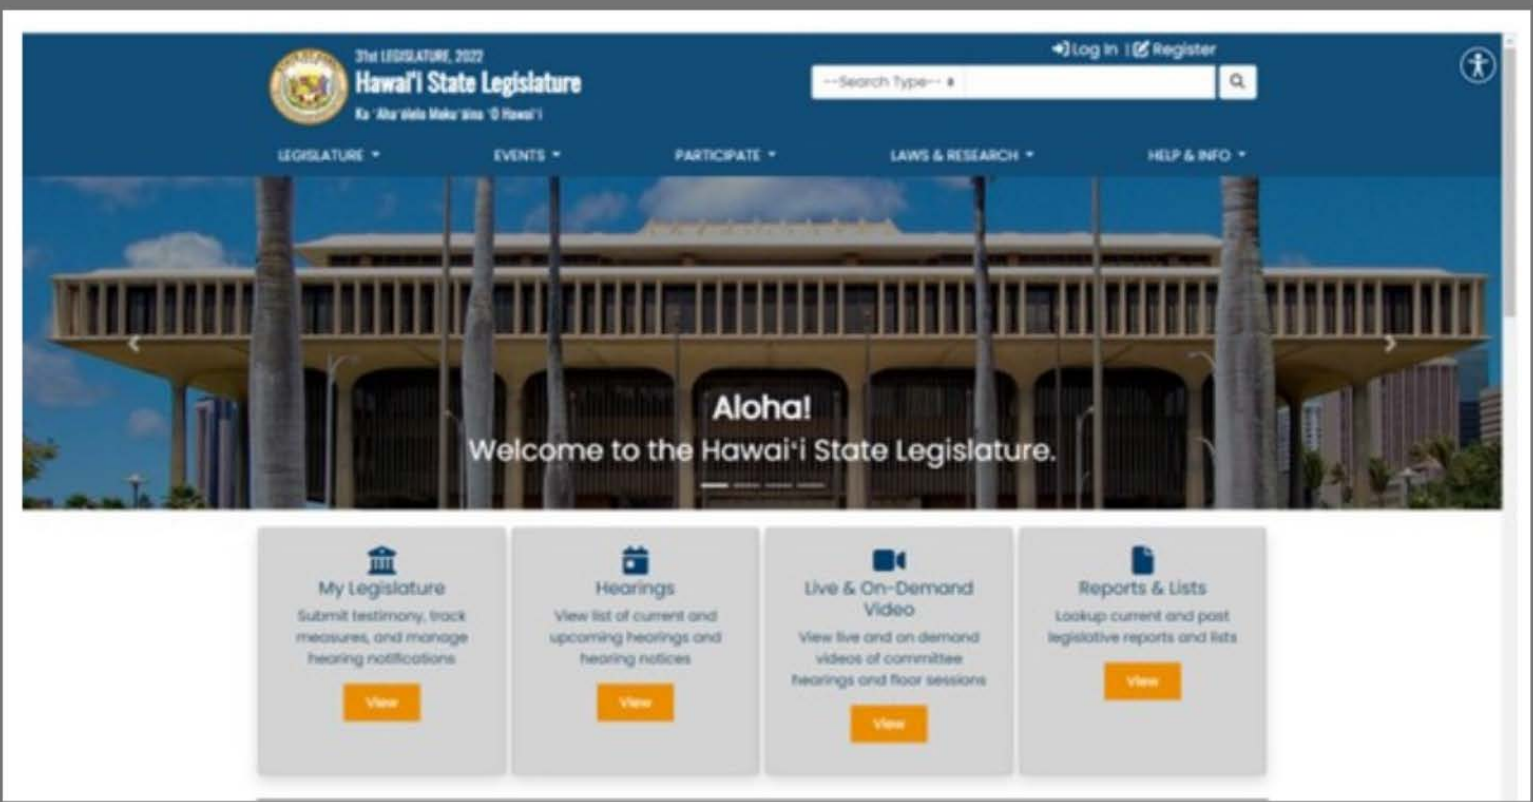 31st LEGISLATURE, 2022
Hawai'i State Legislature
Log In | Register
--Search Type--
LEGISLATURE
EVENTS
PARTICIPATE
LAWS & RESEARCH
HELP & INFO
Aloha!
Welcome to the Hawaiʻi State Legislature.
My Legislature
Submit testimony, track
measures, and manage
hearing notifications
View
Hearings
View list of current and
upcoming hearings and
hearing notices
View
Live & On-Demand
Video
View live and on demand
videos of committee
hearings and floor sessions
View
Reports & Lists
Lookup current and past
legislative reports and lists
View